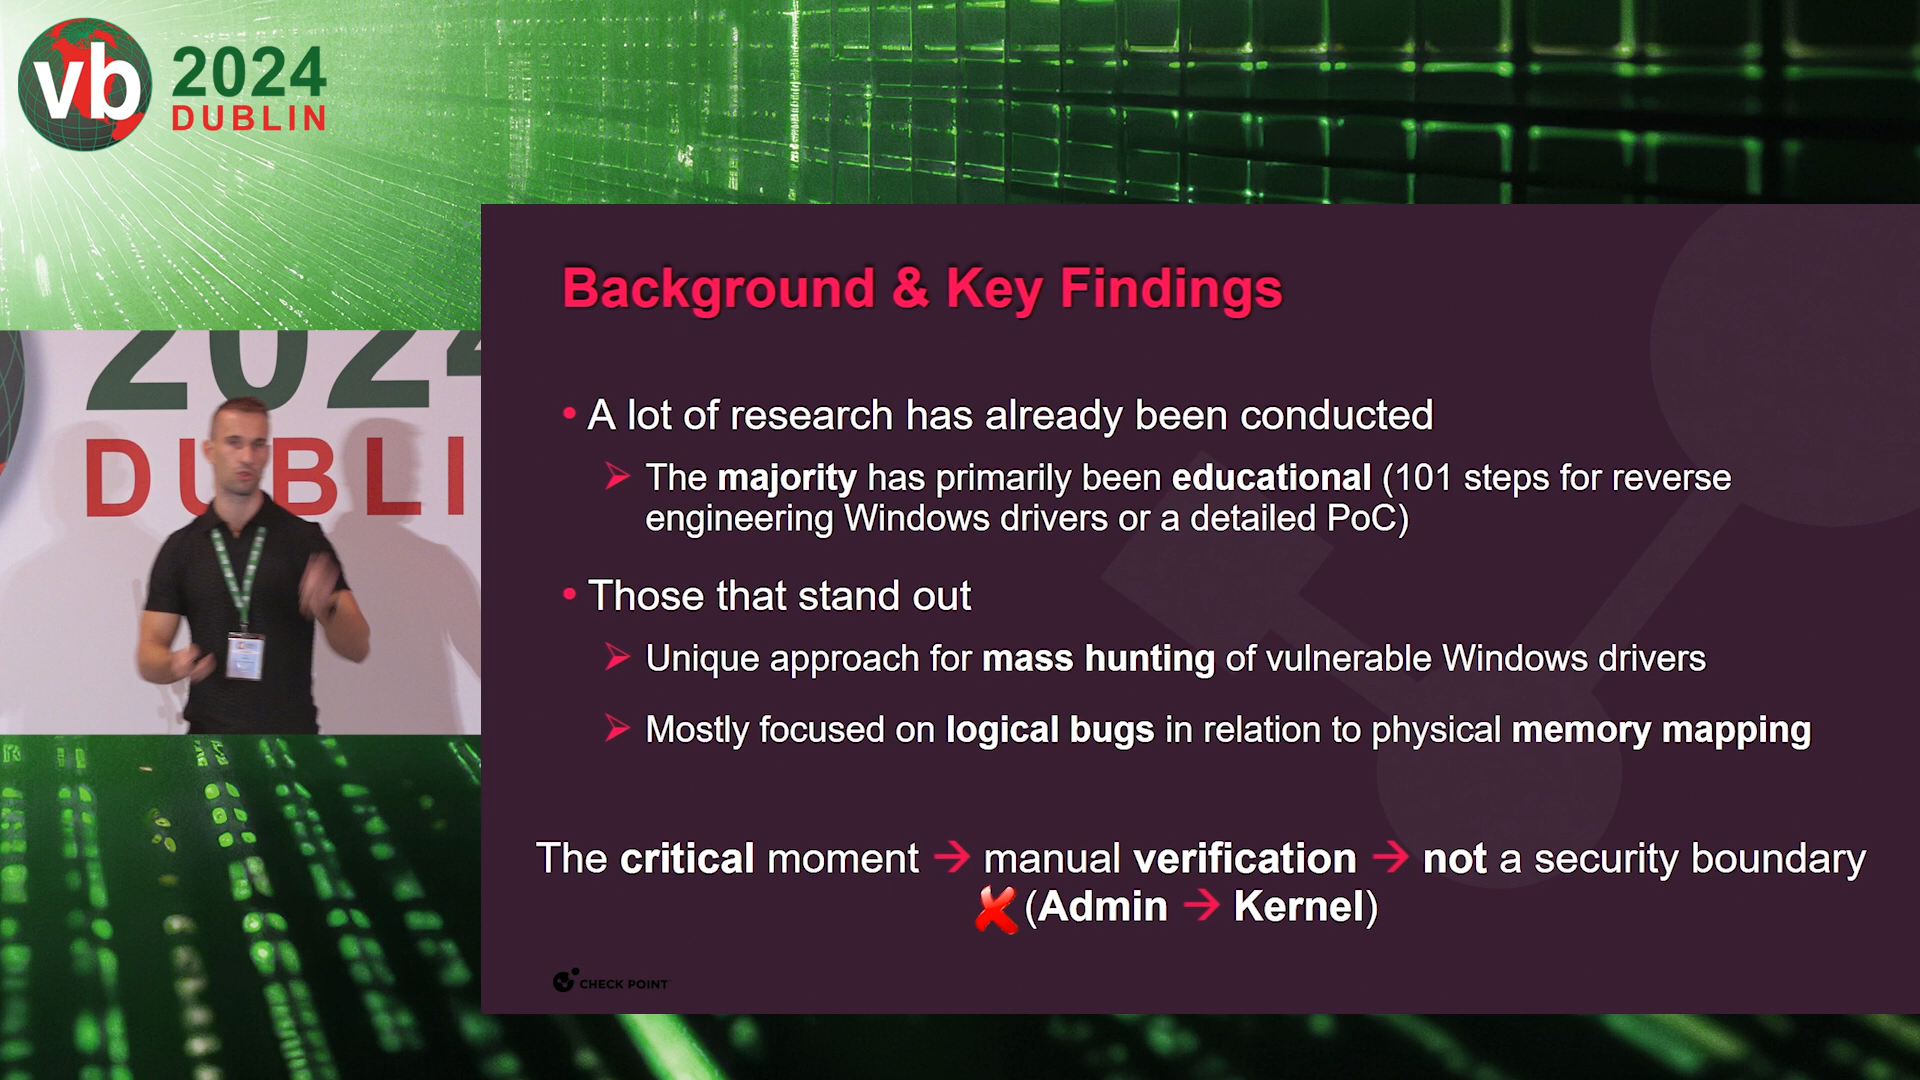 vb 2024
DUBLIN
2024
DUBLI
Background & Key Findings
• A lot of research has already been conducted
➢ The majority has primarily been educational (101 steps for reverse
engineering Windows drivers or a detailed PoC)
• Those that stand out
➢ Unique approach for mass hunting of vulnerable Windows drivers
➢ Mostly focused on logical bugs in relation to physical memory mapping
The critical moment → manual verification → not a security boundary
✘ (Admin → Kernel)
CHECK POINT